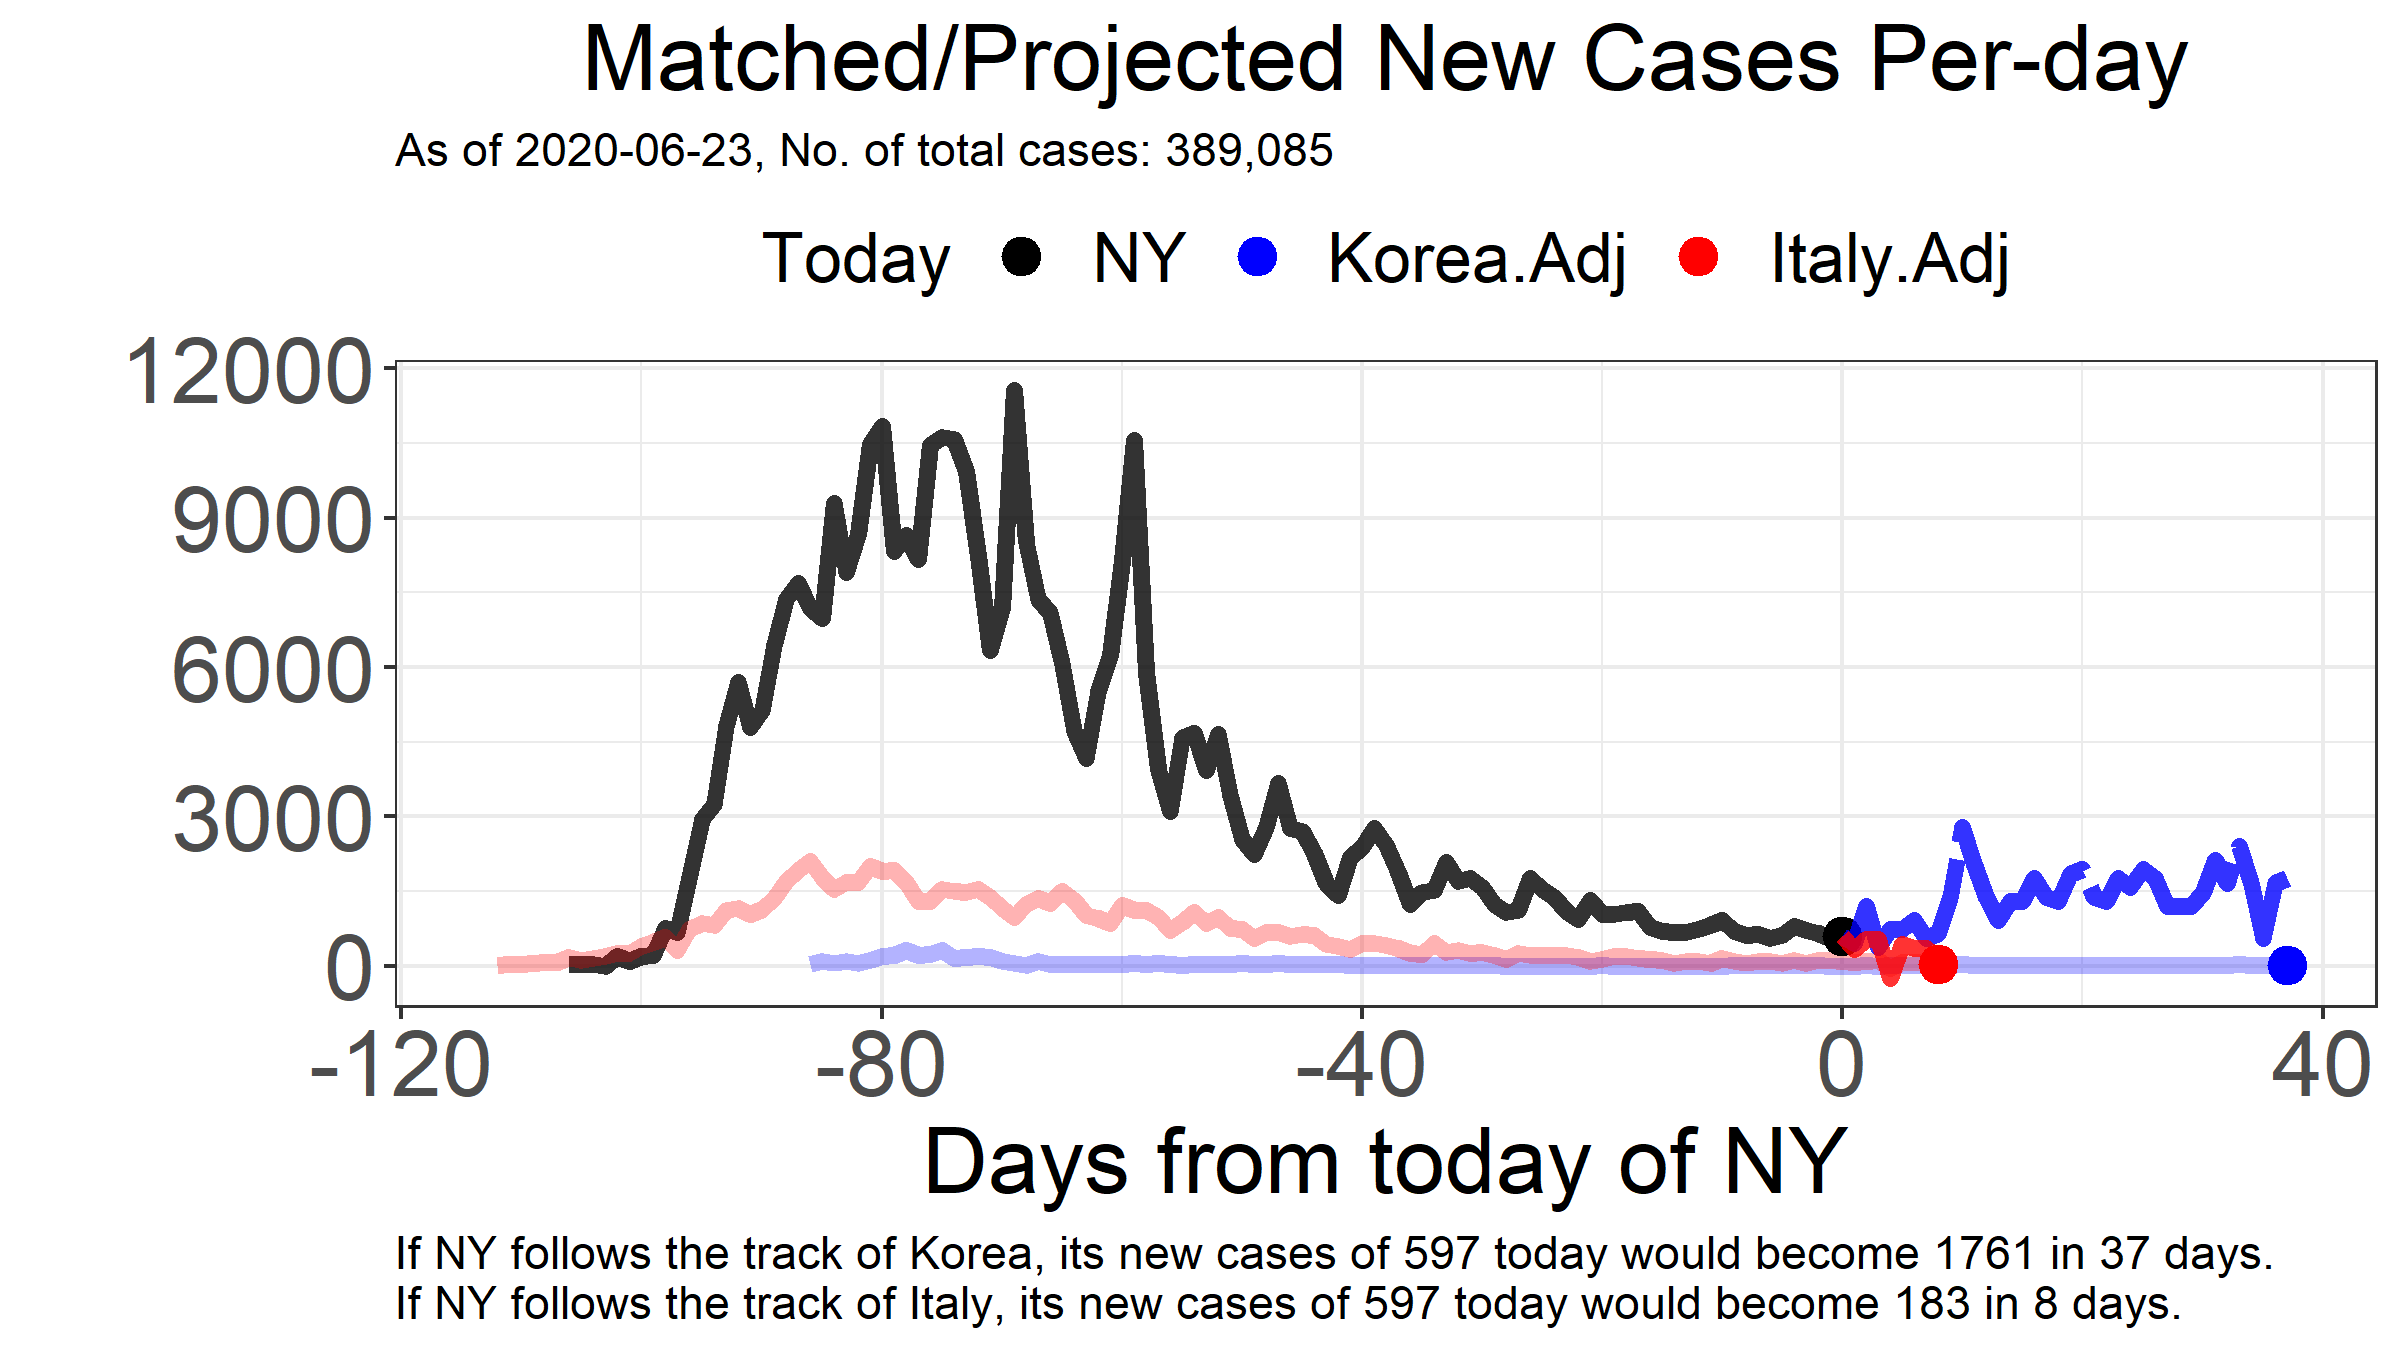 Matched/Projected New Cases Per-day
As of 2020-06-23, No. of total cases: 389,085
Today NY Korea.Adj Italy.Adj
12000
9000
6000
3000
0
-120 -80 -40 0 40
Days from today of NY
If NY follows the track of Korea, its new cases of 597 today would become 1761 in 37 days.
If NY follows the track of Italy, its new cases of 597 today would become 183 in 8 days.